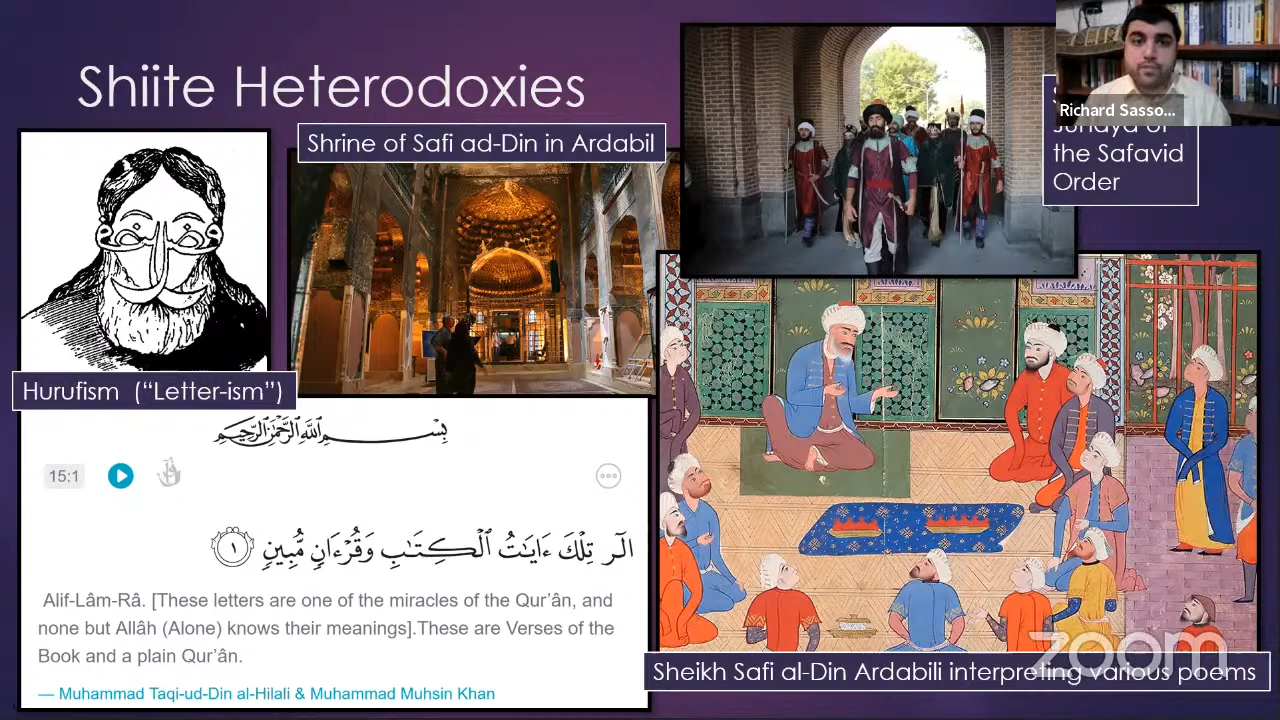 Shiite Heterodoxies
Shrine of Safi ad-Din in Ardabil
Richard Sasso...
Junayd of
the Safavid
Order
Hurufism (“Letter-ism”)
بِسْمِ ٱللَّهِ ٱلرَّحْمَٰنِ ٱلرَّحِيمِ
15:1
الٓر تِلْكَ ءَايَـٰتُ ٱلْكِتَـٰبِ وَقُرْءَانٍ مُّبِينٍ ١
Alif-Lâm-Râ. [These letters are one of the miracles of the Qur’ân, and
none but Allâh (Alone) knows their meanings].These are Verses of the
Book and a plain Qur’ân.
— Muhammad Taqi-ud-Din al-Hilali & Muhammad Muhsin Khan
Sheikh Safi al-Din Ardabili interpreting various poems
zoom